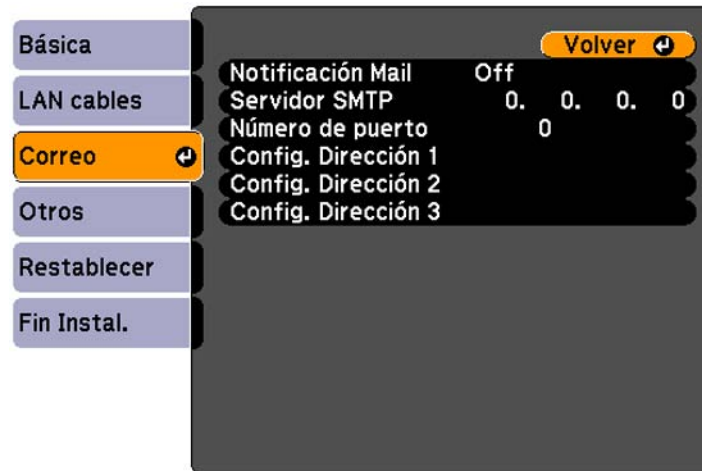 Básica
LAN cables
Correo
Otros
Restablecer
Fin Instal.
Volver
Notificación Mail Off
Servidor SMTP 0. 0. 0. 0
Número de puerto 0
Config. Dirección 1
Config. Dirección 2
Config. Dirección 3